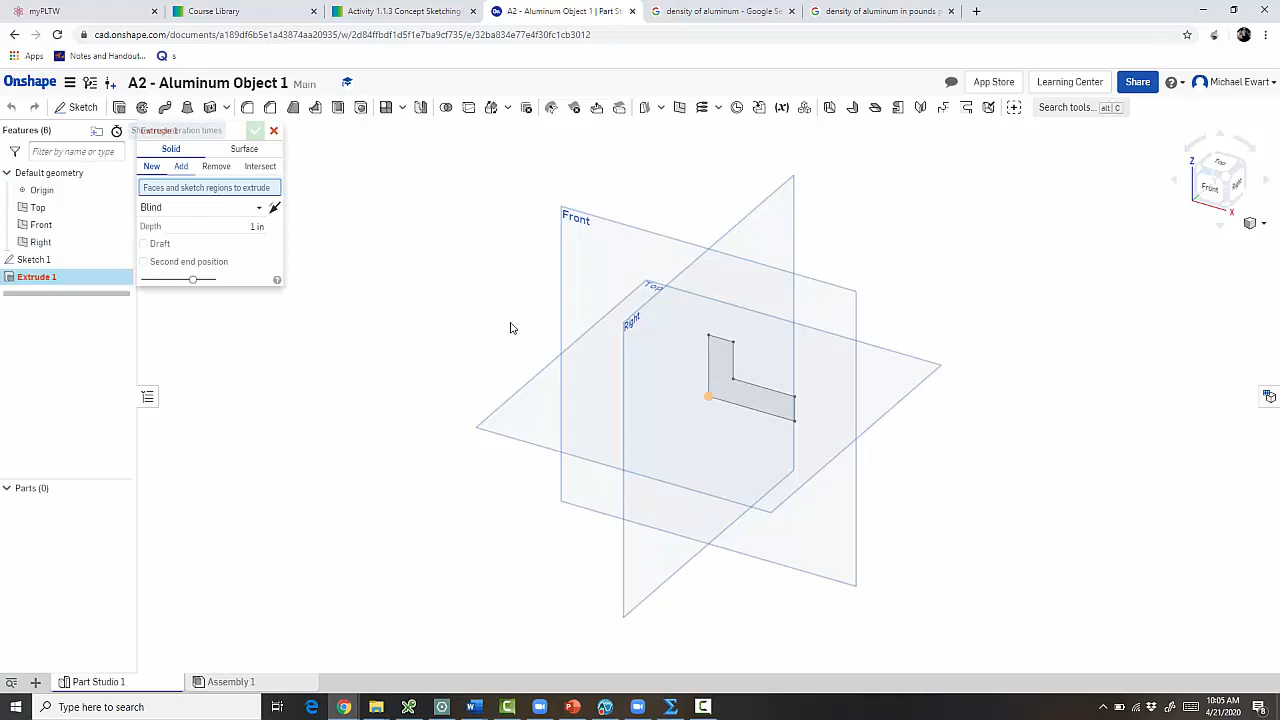 myPLTW
Course Library
Activity 1.1.3 Concept Sketching
A2 - Aluminum Object 1 | Part St
density of aluminum - Google Se
density of aluminum in pounds p
cad.onshape.com/documents/a189df6b5e1a43874aa20935/w/2d84ffbdf1d5f1e7ba9cf735/e/32ba834e77e4f30fc1cb3012
Apps
Notes and Handout...
s
Onshape
A2 - Aluminum Object 1
Main
App Store
Learning Center
Share
Michael Ewart
Sketch
Search tools...
alt
C
Features (6)
Extrude 1
Filter by name or type
Solid
Surface
New
Add
Remove
Intersect
Default geometry
Origin
Top
Front
Right
Sketch 1
Extrude 1
Faces and sketch regions to extrude
Blind
Depth
1 in
Draft
Second end position
Front
Top
Right
Z
Top
Front
Right
X
Parts (0)
Part Studio 1
Assembly 1
Type here to search
10:05 AM
4/21/2020